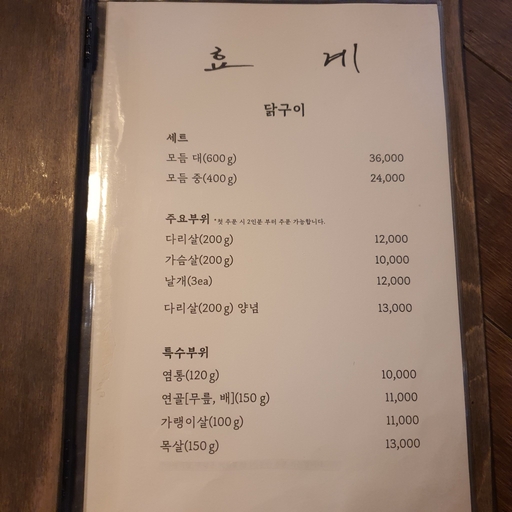 효 계
닭구이
세트
모듬 대(600g) 36,000
모듬 중(400g) 24,000
주요부위 *첫 주문 시 2인분 부터 주문 가능합니다.
다리살(200g) 12,000
가슴살(200g) 10,000
날개(3ea) 12,000
다리살(200g) 양념 13,000
특수부위
염통(120g) 10,000
연골[무릎, 배](150g) 11,000
가랭이살(100g) 11,000
목살(150g) 13,000